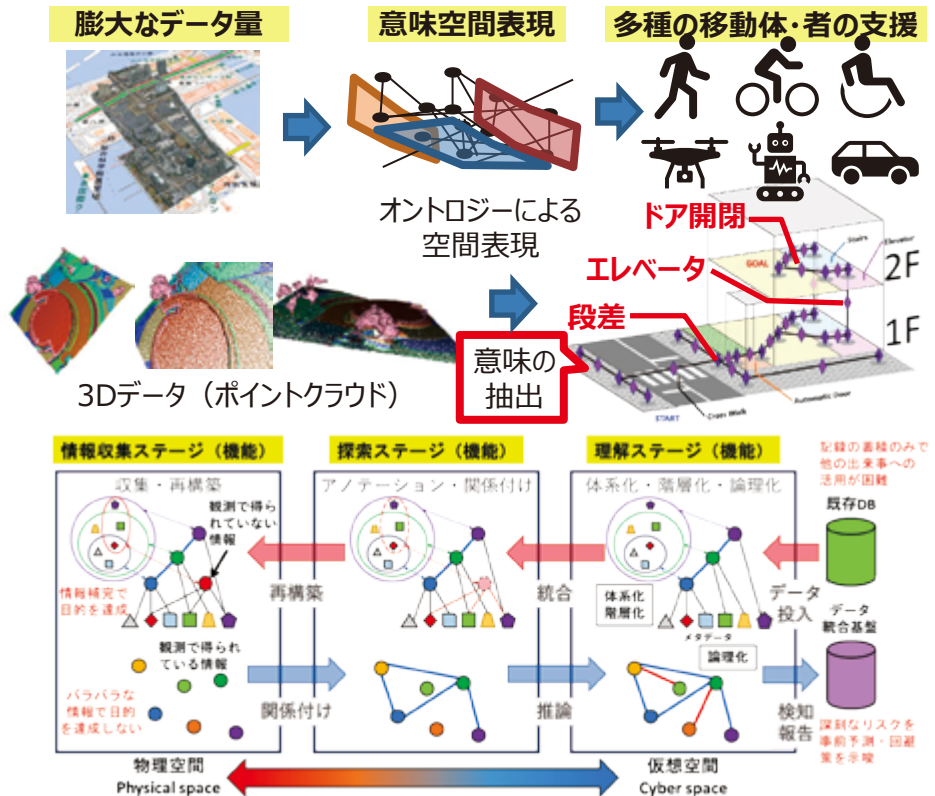 膨大なデータ量
意味空間表現
多種の移動体・者の支援
オントロジーによる
空間表現
ドア開閉
エレベータ
段差
GOAL
Stairs
Elevator
2F
1F
START
Cross Walk
Automatic Door
意味の
抽出
3Dデータ（ポイントクラウド）
情報収集ステージ（機能）
探索ステージ（機能）
理解ステージ（機能）
記録の蓄積のみで
他の出来事への
活用が困難
収集・再構築
アノテーション・関係付け
体系化・階層化・論理化
既存DB
観測で得ら
れていない
情報
情報補完で
目的を達成
再構築
統合
体系化
階層化
データ
投入
データ
統合基盤
メタデータ
論理化
観測で得られ
ている情報
バラバラな
情報で目的
を達成しない
関係付け
推論
検知
報告
深刻なリスクを
事前予測・回避
策を示唆
物理空間
Physical space
仮想空間
Cyber space